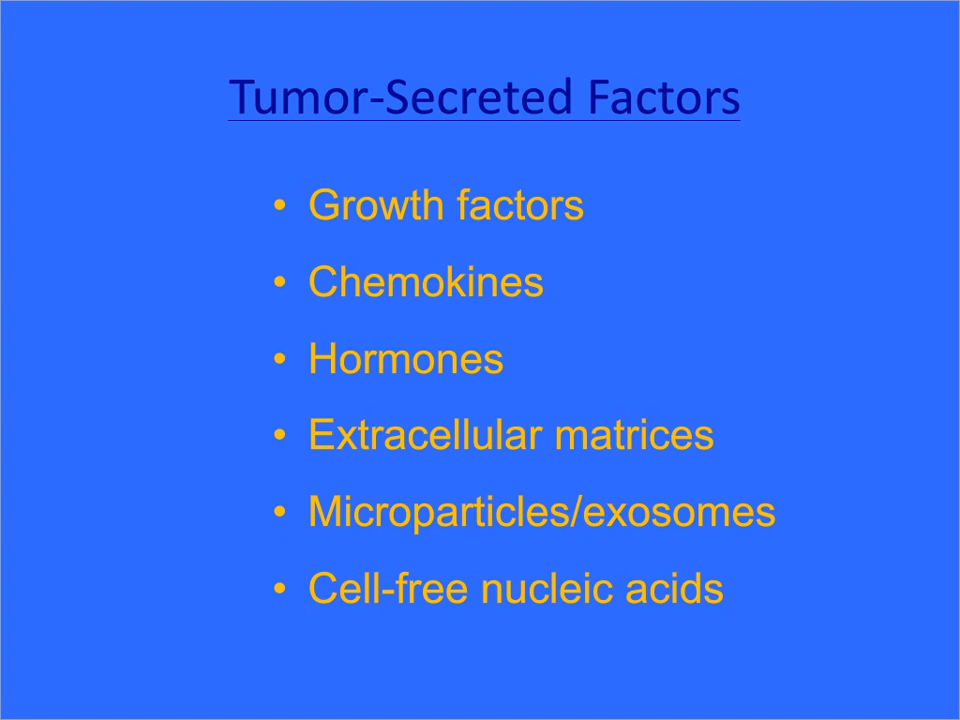 Tumor-Secreted Factors
• Growth factors
• Chemokines
• Hormones
• Extracellular matrices
• Microparticles/exosomes
• Cell-free nucleic acids